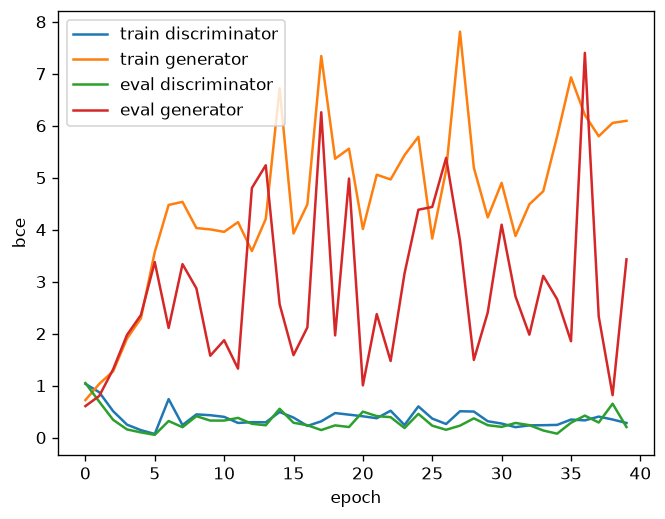 8
7
6
5
4
3
2
1
0
bce
train discriminator
train generator
eval discriminator
eval generator
0 5 10 15 20 25 30 35 40
epoch